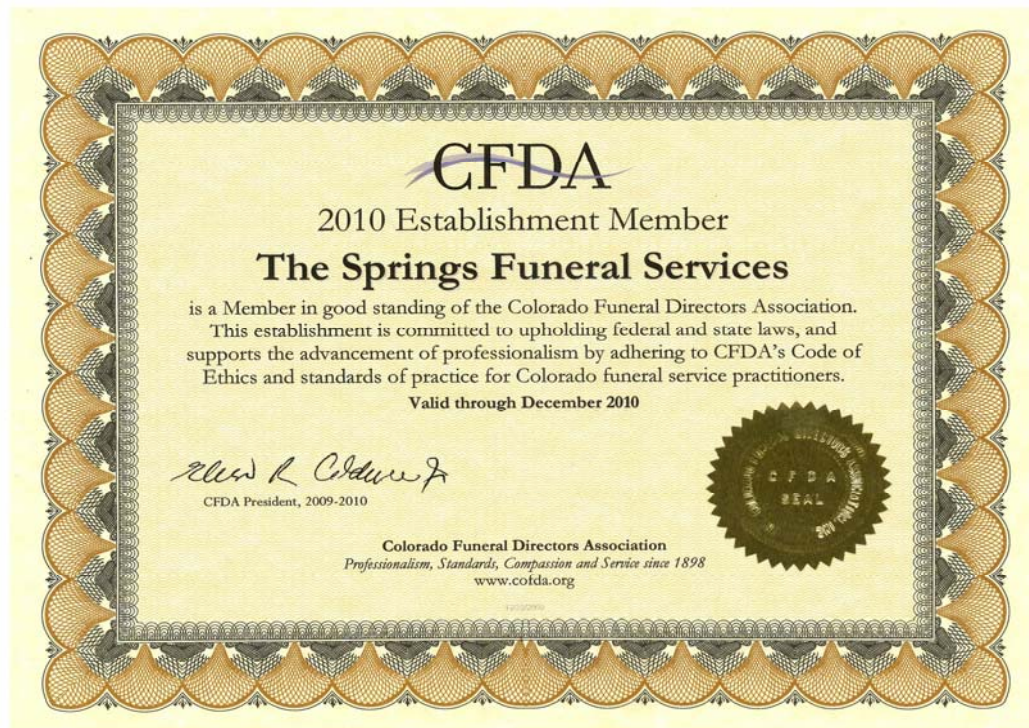 CFDA
2010 Establishment Member
The Springs Funeral Services
is a Member in good standing of the Colorado Funeral Directors Association.
This establishment is committed to upholding federal and state laws, and
supports the advancement of professionalism by adhering to CFDA's Code of
Ethics and standards of practice for Colorado funeral service practitioners.
Valid through December 2010
CFDA President, 2009-2010
CFDA
SEAL
Colorado Funeral Directors Association
Professionalism, Standards, Compassion and Service since 1898
www.cofda.org